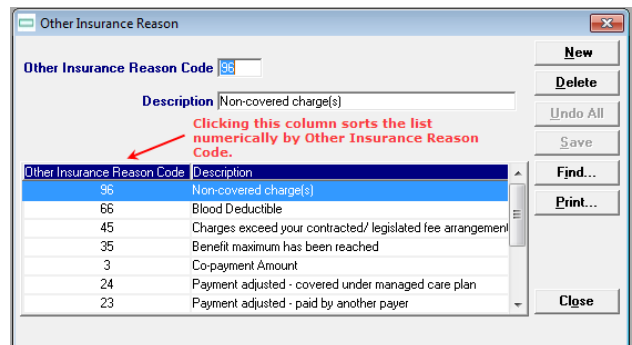 Other Insurance Reason
Other Insurance Reason Code 96
Description Non-covered charge(s)
Clicking this column sorts the list
numerically by Other Insurance Reason
Code.
Other Insurance Reason Code Description
96 Non-covered charge(s)
66 Blood Deductible
45 Charges exceed your contracted/ legislated fee arrangement
35 Benefit maximum has been reached
3 Co-payment Amount
24 Payment adjusted - covered under managed care plan
23 Payment adjusted - paid by another payer
New
Delete
Undo All
Save
Find...
Print...
Close